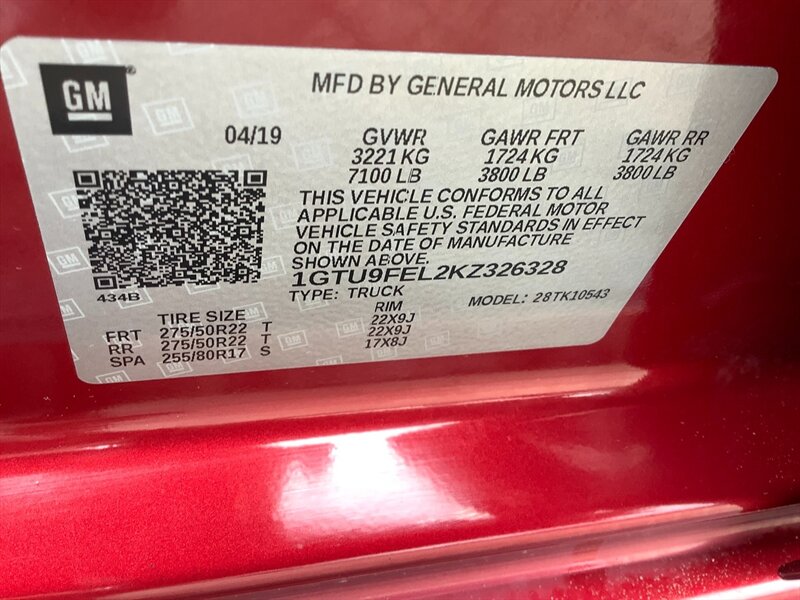 GM
MFD BY GENERAL MOTORS LLC
04/19
GVWR GAWR FRT GAWR RR
3221 KG 1724 KG 1724 KG
7100 LB 3800 LB 3800 LB
THIS VEHICLE CONFORMS TO ALL
APPLICABLE U.S. FEDERAL MOTOR
VEHICLE SAFETY STANDARDS IN EFFECT
ON THE DATE OF MANUFACTURE
SHOWN ABOVE.
1GTU9FEL2KZ326328
434B
TYPE: TRUCK MODEL: 28TK10543
TIRE SIZE RIM
FRT 275/50R22 T 22X9J
RR 275/50R22 T 22X9J
SPA 255/80R17 S 17X8J